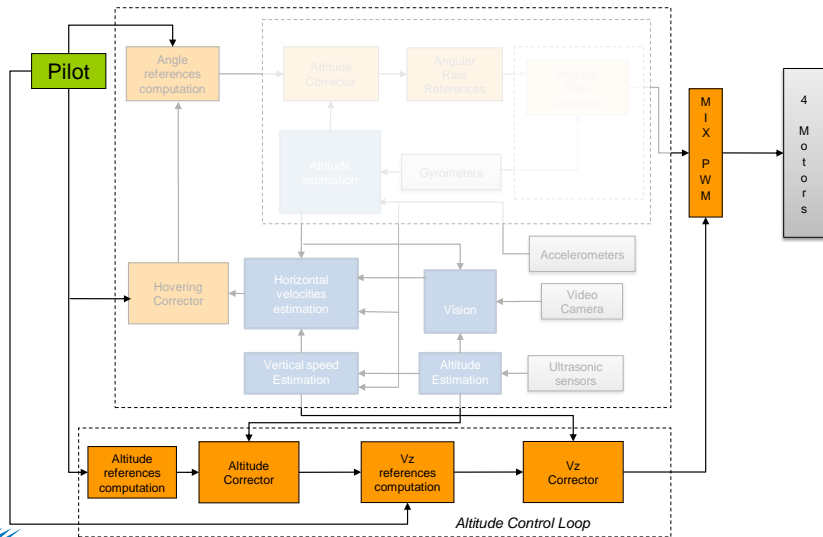 Pilot
Angle
references
computation
Attitude
Corrector
Angular
Rate
References
Angular
Rate
Corrector
M
I
X
P
W
M
4
M
o
t
o
r
s
Attitude
estimation
Gyrometers
Accelerometers
Hovering
Corrector
Horizontal
velocities
estimation
Vision
Video
Camera
Vertical speed
Estimation
Altitude
Estimation
Ultrasonic
sensors
Altitude
references
computation
Altitude
Corrector
Vz
references
computation
Vz
Corrector
Altitude Control Loop